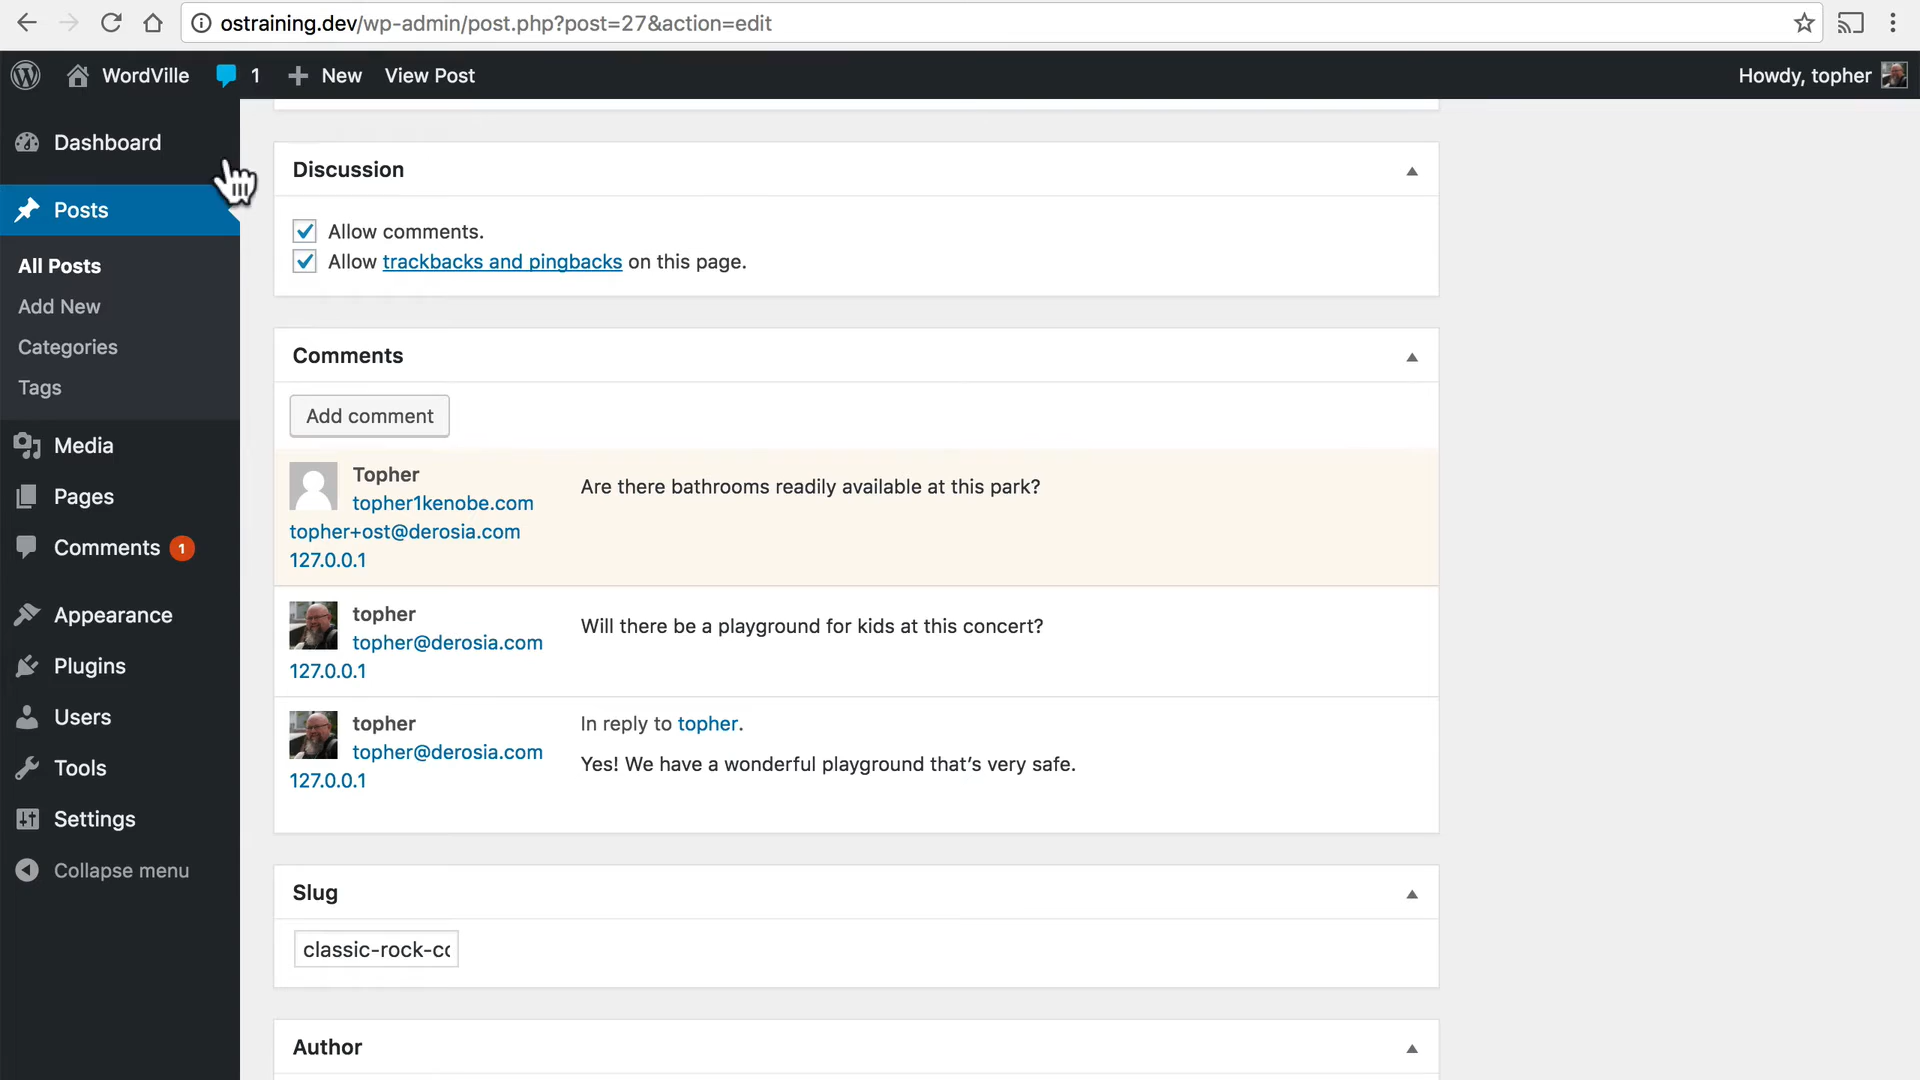 ostraining.dev/wp-admin/post.php?post=27&action=edit
WordVille 1 New View Post Howdy, topher
Dashboard
Posts
All Posts
Add New
Categories
Tags
Media
Pages
Comments 1
Appearance
Plugins
Users
Tools
Settings
Collapse menu
Discussion
Allow comments.
Allow trackbacks and pingbacks on this page.
Comments
Add comment
Topher
topher1kenobe.com
topher+ost@derosia.com
127.0.0.1
Are there bathrooms readily available at this park?
topher
topher@derosia.com
127.0.0.1
Will there be a playground for kids at this concert?
topher
topher@derosia.com
127.0.0.1
In reply to topher.
Yes! We have a wonderful playground that’s very safe.
Slug
classic-rock-cc
Author